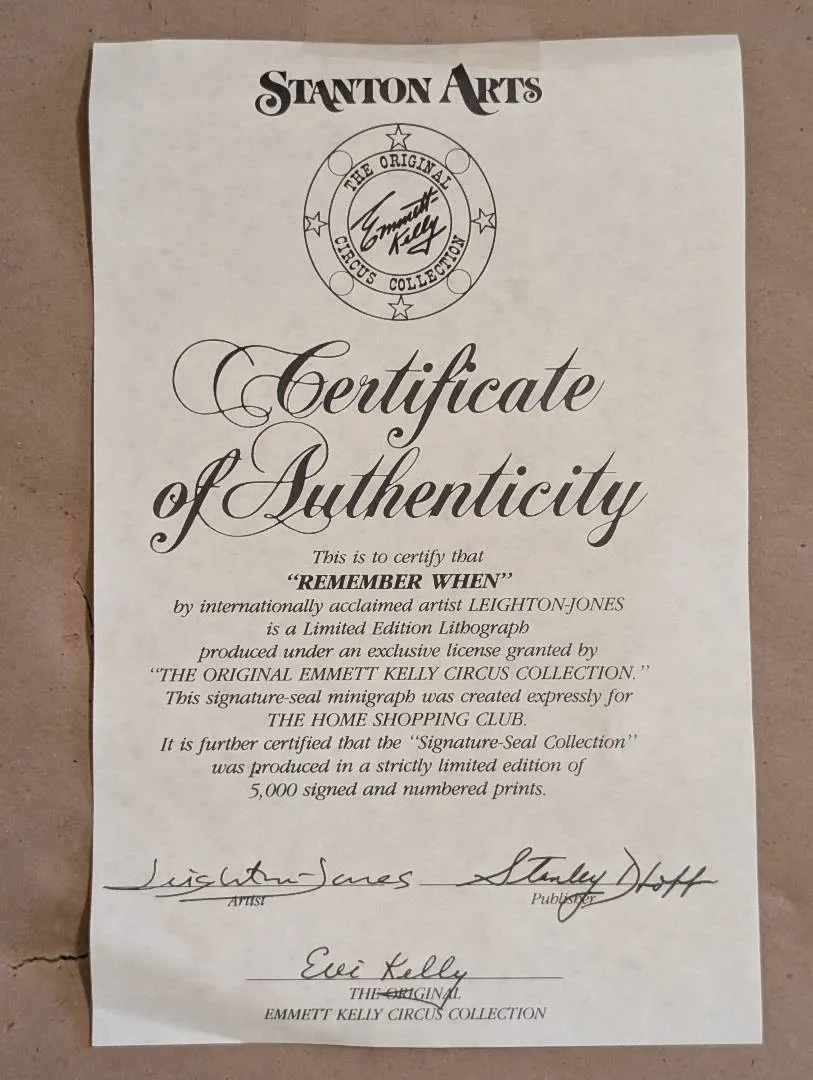 STANTON ARTS
THE ORIGINAL
Emmett
Kelly
CIRCUS COLLECTION
Certificate
of Authenticity
This is to certify that
“REMEMBER WHEN”
by internationally acclaimed artist LEIGHTON-JONES
is a Limited Edition Lithograph
produced under an exclusive license granted by
“THE ORIGINAL EMMETT KELLY CIRCUS COLLECTION.”
This signature-seal minigraph was created expressly for
THE HOME SHOPPING CLUB.
It is further certified that the “Signature-Seal Collection”
was produced in a strictly limited edition of
5,000 signed and numbered prints.
Leighton-Jones Stanley
Artist Publisher
Evi Kelly
THE ORIGINAL
EMMETT KELLY CIRCUS COLLECTION